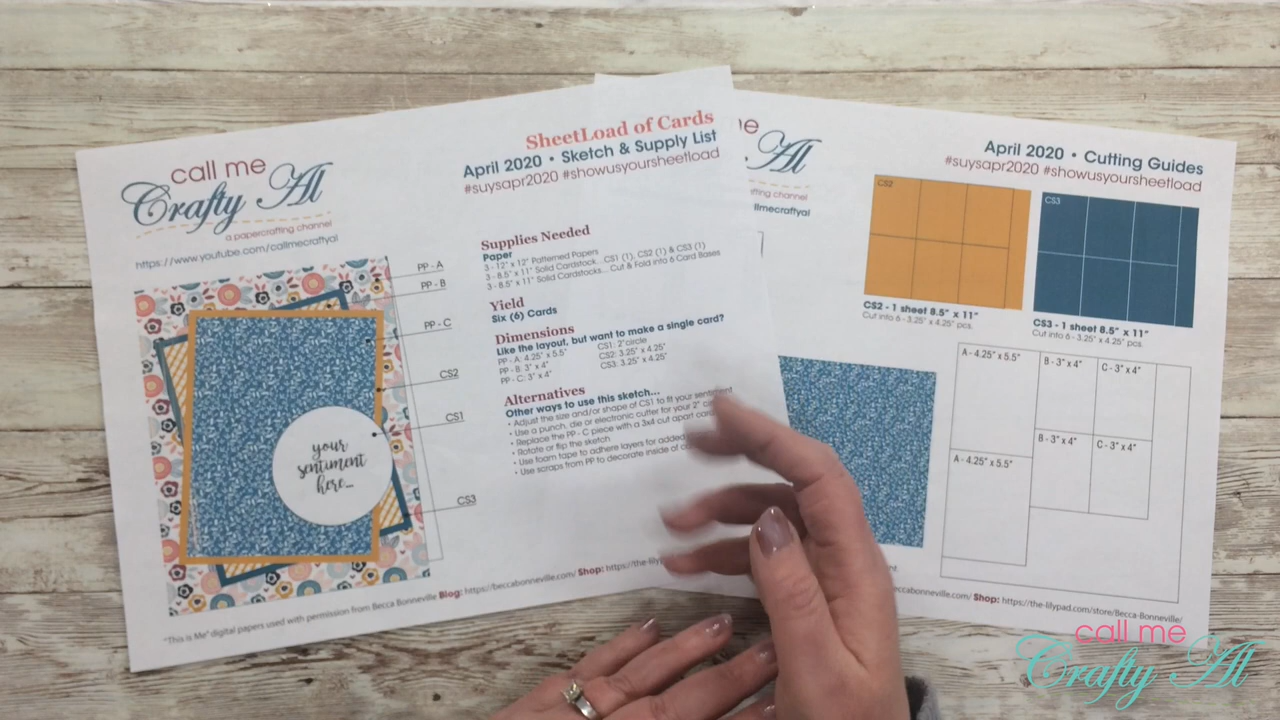 call me
Crafty Al
a papercrafting channel
https://www.youtube.com/callmecraftyal
SheetLoad of Cards
April 2020 • Sketch & Supply List
#suysapr2020 #showusyoursheetload
PP - A
PP - B
PP - C
CS2
CS1
CS3
your
sentiment
here...
Supplies Needed
Paper
3 - 12" x 12" Patterned Papers
3 - 8.5" x 11" Solid Cardstock... CS1 (1), CS2 (1) & CS3 (1)
3 - 8.5" x 11" Solid Cardstocks... Cut & Fold into 6 Card Bases
Yield
Six (6) Cards
Dimensions
Like the layout, but want to make a single card?
PP - A: 4.25" x 5.5"
PP - B: 3" x 4"
PP - C: 3" x 4"
CS1: 2" circle
CS2: 3.25" x 4.25"
CS3: 3.25" x 4.25"
Alternatives
Other ways to use this sketch...
• Adjust the size and/or shape of CS1 to fit your sentiment
• Use a punch, die or electronic cutter for your 2"
• Replace the PP - C piece with a 3x4 cut apart
• Rotate or flip the sketch
• Use foam tape to adhere layers for added
• Use scraps from PP to decorate inside of
"This is Me" digital papers used with permission from Becca Bonneville Blog: https://beccabonneville.com/ Shop: https://the-lilyp
me
Al
fting channel
llmecraftyal
April 2020 • Cutting Guides
#suysapr2020 #showusyoursheetload
CS2
CS3
CS2 - 1 sheet 8.5" x 11"
Cut into 6 - 3.25" x 4.25" pcs.
CS3 - 1 sheet 8.5" x 11"
Cut into 6 - 3.25" x 4.25" pcs.
A - 4.25" x 5.5"
B - 3" x 4"
C - 3" x 4"
B - 3" x 4"
C - 3" x 4"
A - 4.25" x 5.5"
nt.
beccabonneville.com/ Shop: https://the-lilypad.com/store/Becca-Bonneville/
call me
Crafty Al